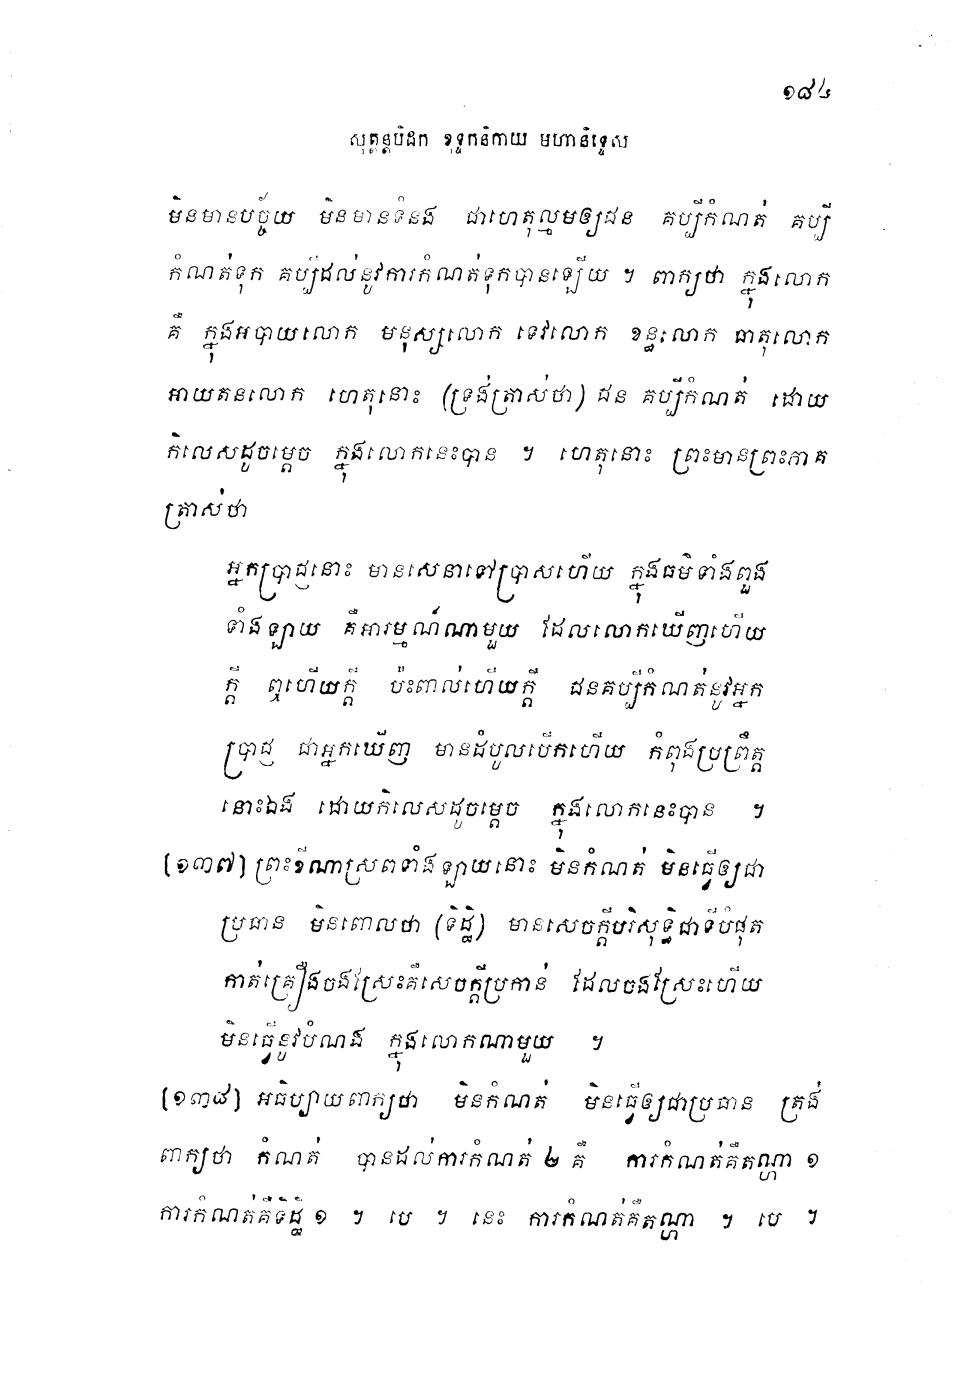 ១៨៤
សុត្តន្តបិដក ខុទ្ទកនិកាយ មហានិទ្ទេស
មិនមានបច្ច័យ មិនមានទំនង ជាហេតុល្មមឲ្យជន គប្បីកំណត់ គប្បី
កំណត់ទុក គប្បីដល់នូវការកំណត់ទុកបានឡើយ ។ ពាក្យថា ក្នុងលោក
គឺ ក្នុងអបាយលោក មនុស្សលោក ទេវលោក ខន្ធលោក ធាតុលោក
អាយតនលោក ហេតុនោះ (ទ្រង់ត្រាស់ថា) ជន គប្បីកំណត់ ដោយ
កិលេសដូចម្តេច ក្នុងលោកនេះបាន ។ ហេតុនោះ ព្រះមានព្រះភាគ
ត្រាស់ថា
អ្នកប្រាជ្ញនោះ មានសេនាទៅប្រាសហើយ ក្នុងធម៌ទាំងពួង
ទាំងឡាយ គឺអារម្មណ៍ណាមួយ ដែលលោកឃើញហើយ
ក្តី ឮហើយក្តី ប៉ះពាល់ហើយក្តី ជនគប្បីកំណត់នូវអ្នក
ប្រាជ្ញ ជាអ្នកឃើញ មានដំបូលបើកហើយ កំពុងប្រព្រឹត្ត
នោះឯង ដោយកិលេសដូចម្តេច ក្នុងលោកនេះបាន ។
[១៣៧] ព្រះខីណាស្រពទាំងឡាយនោះ មិនកំណត់ មិនធ្វើឲ្យជា
ប្រធាន មិនពោលថា (ទិដ្ឋិ) មានសេចក្តីបរិសុទ្ធិជាទីបំផុត
កាត់គ្រឿងចងស្រែះគឺសេចក្តីប្រកាន់ ដែលចងស្រែះហើយ
មិនធ្វើនូវបំណង ក្នុងលោកណាមួយ ។
[១៣៨] អធិប្បាយពាក្យថា មិនកំណត់ មិនធ្វើឲ្យជាប្រធាន ត្រង់
ពាក្យថា កំណត់ បានដល់ការកំណត់ ២ គឺ ការកំណត់គឺតណ្ហា ១
ការកំណត់គឺទិដ្ឋិ ១ ។ បេ ។ នេះ ការកំណត់គឺតណ្ហា ។ បេ ។